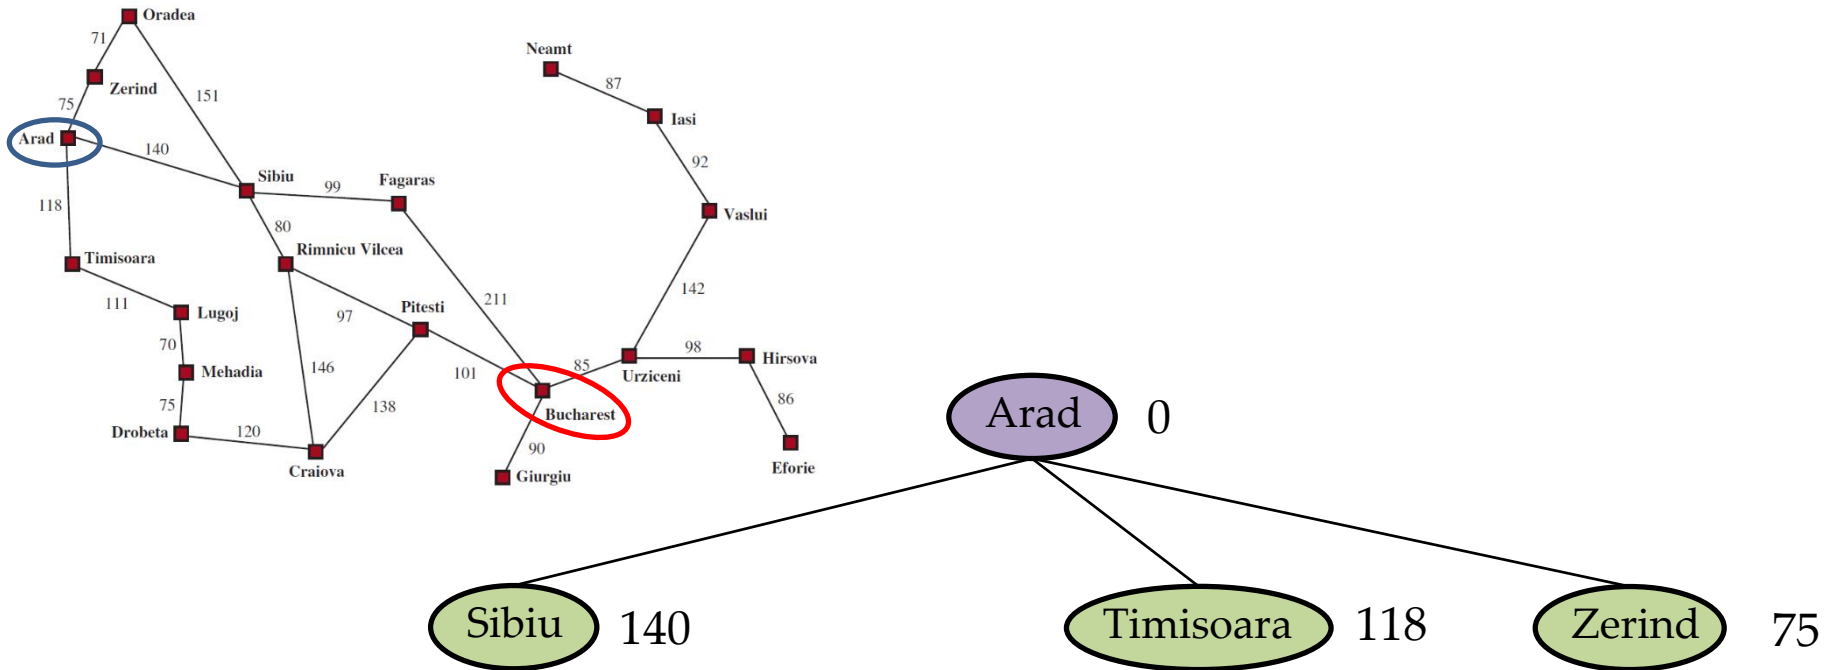 Oradea
71
Neamt
87
Zerind
151
75
Iasi
Arad
140
92
Sibiu
99
Fagaras
118
Vaslui
80
Rimnicu Vilcea
Timisoara
142
111
211
Pitesti
Lugoj
97
70
98
Hirsova
85
Urziceni
146
Mehadia
101
86
75
138
Bucharest
Drobeta
120
90
Craiova
Giurgiu
Eforie
Arad 0
Sibiu 140
Timisoara 118
Zerind 75